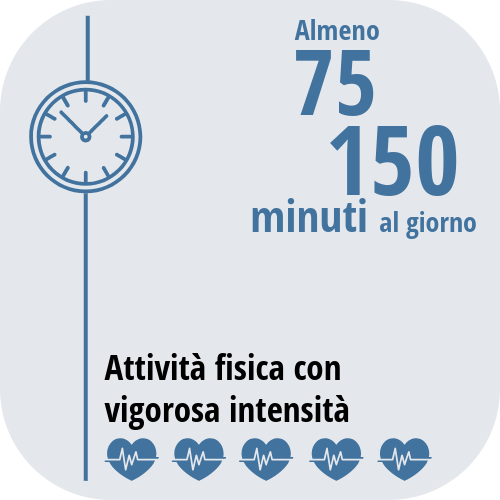 Almeno
75
150
minuti al giorno
Attività fisica con
vigorosa intensità